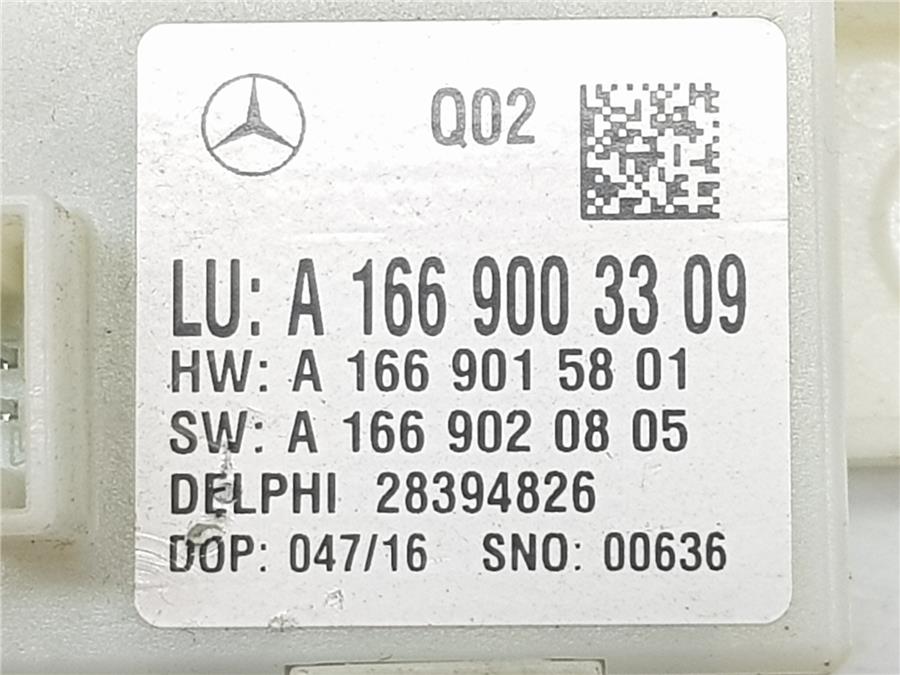 Q02
LU: A 166 900 33 09
HW: A 166 901 58 01
SW: A 166 902 08 05
DELPHI 28394826
DOP: 047/16 SNO: 00636